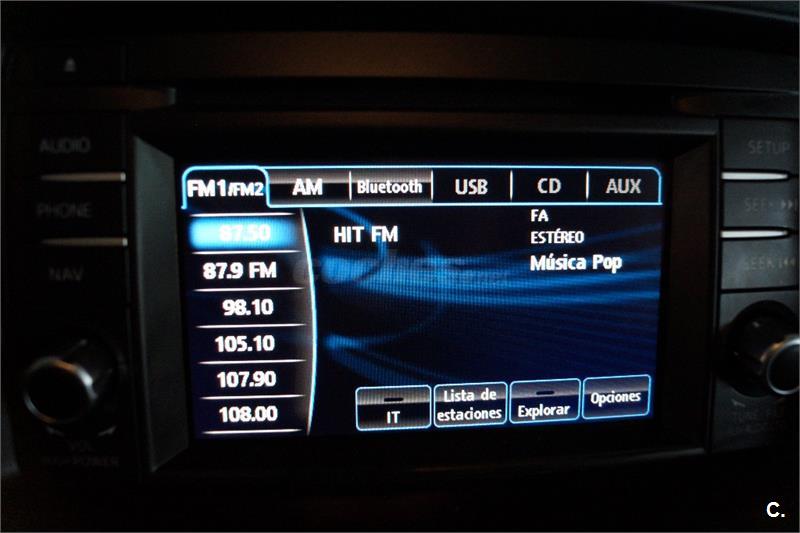 AUDIO
PHONE
NAV
VOL
SETUP
SEEK
SEEK
FM1/FM2 AM Bluetooth USB CD AUX
87.50
87.9 FM
98.10
105.10
107.90
108.00
HIT FM
FA
ESTÉREO
Música Pop
IT
Lista de
estaciones
Explorar
Opciones
C.